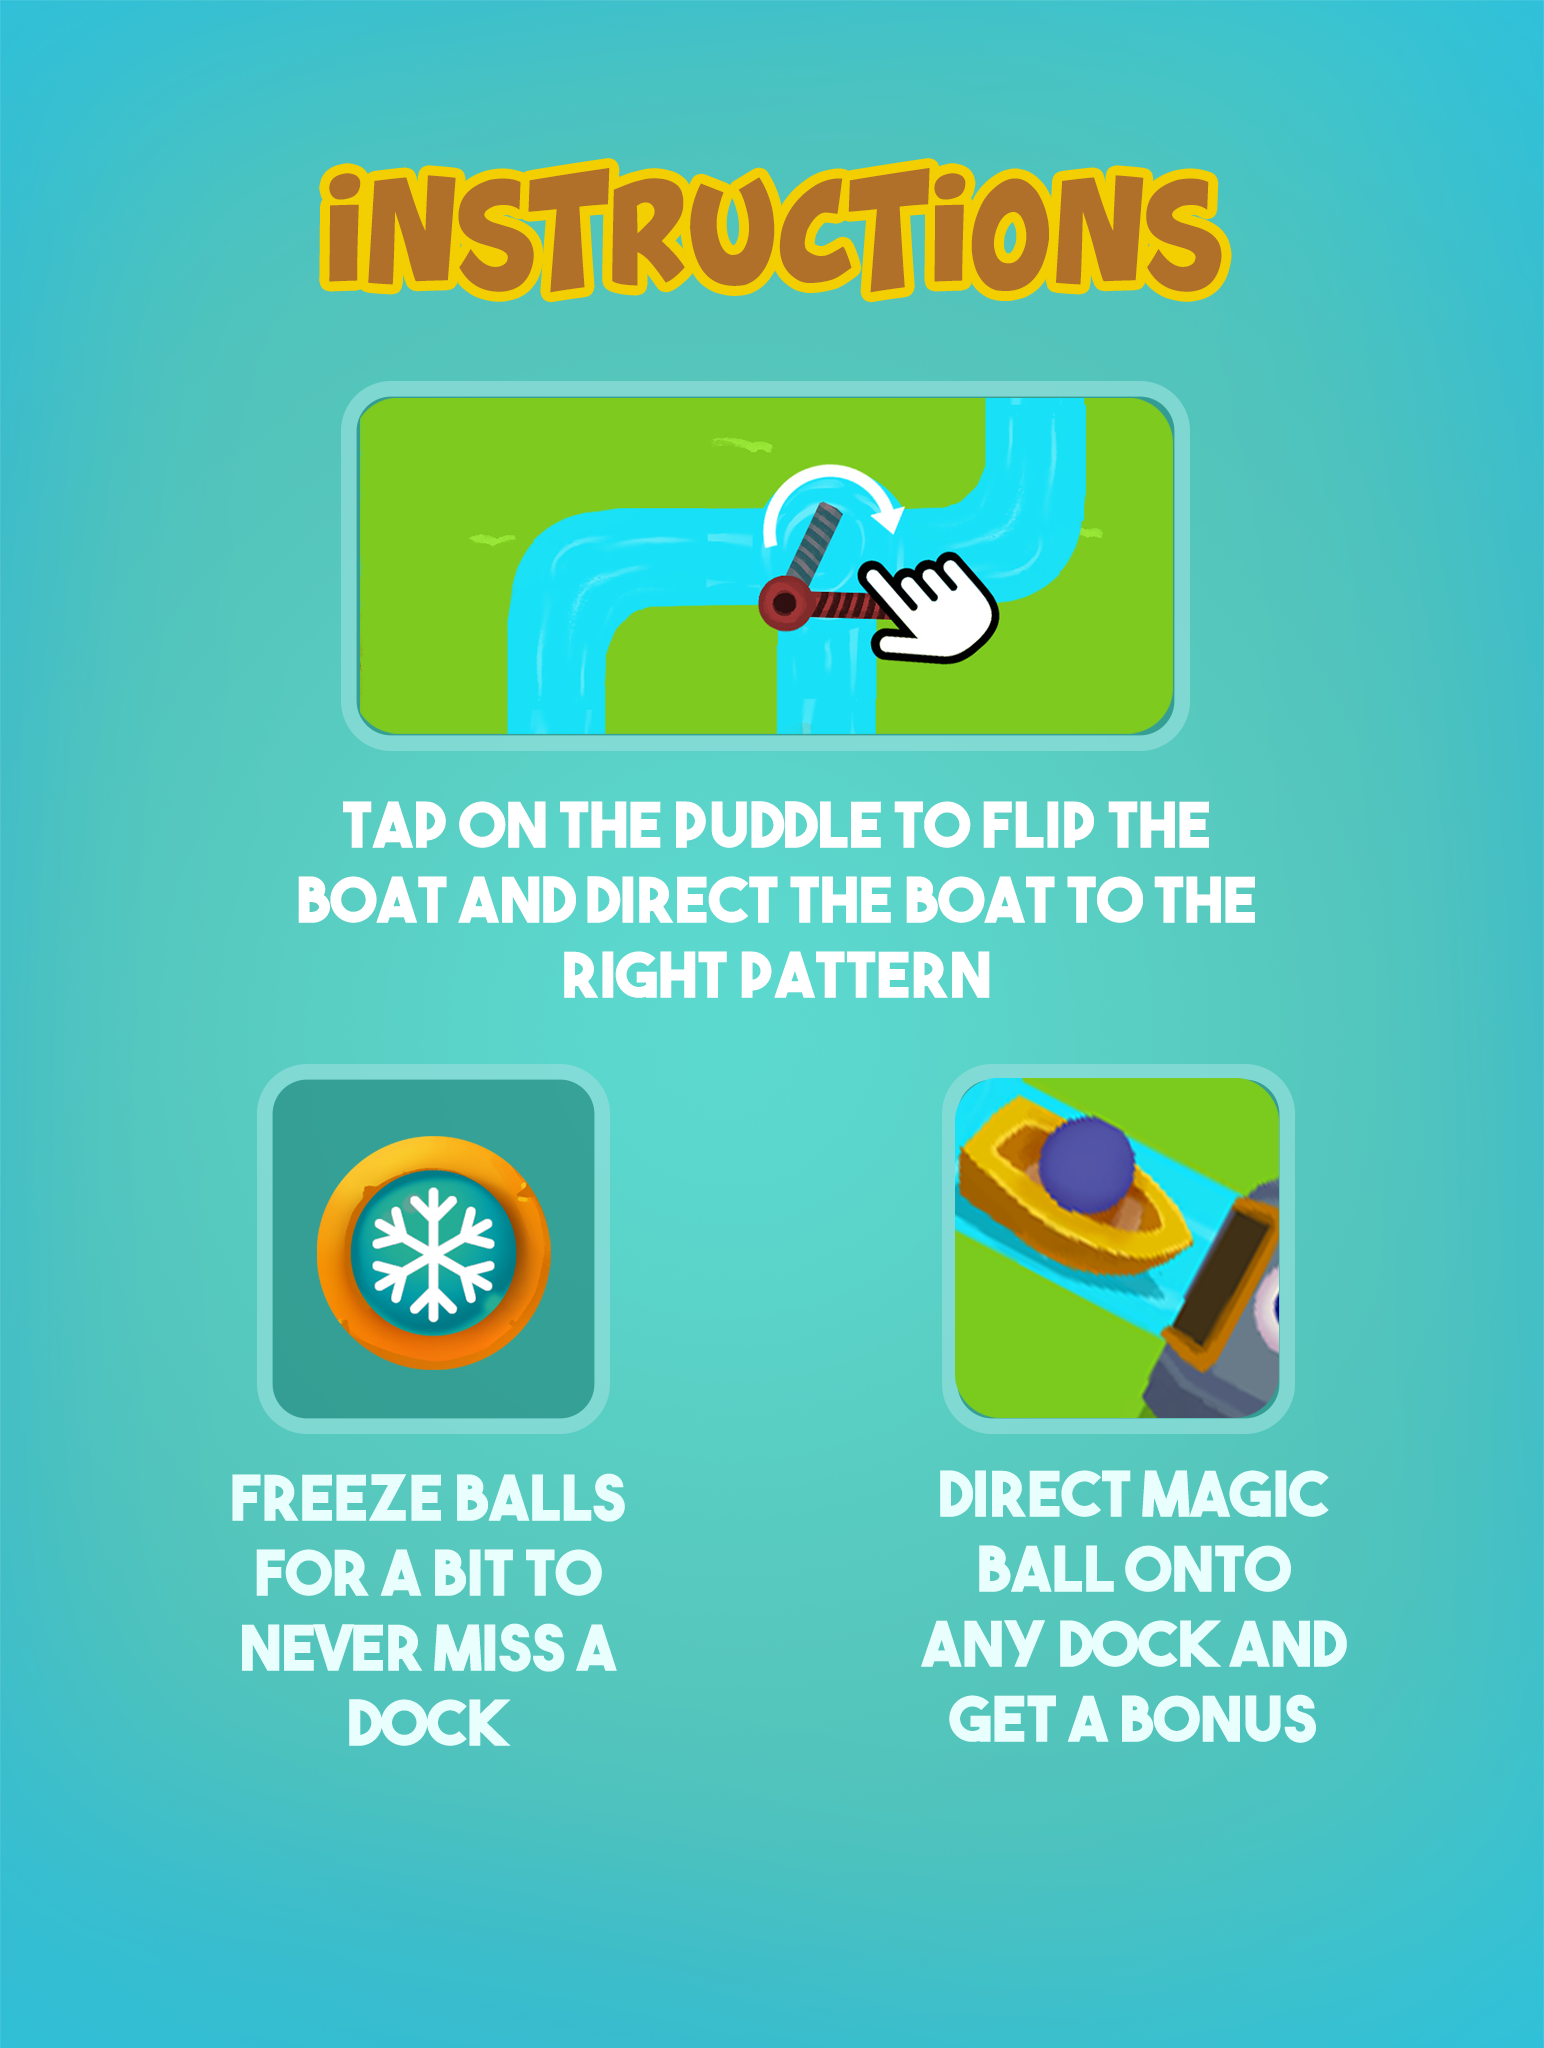 iNSTRUCTiONS
TAP ON THE PUDDLE TO FLIP THE
BOAT AND DIRECT THE BOAT TO THE
RIGHT PATTERN
FREEZE BALLS
FOR A BIT TO
NEVER MISS A
DOCK
DIRECT MAGIC
BALL ONTO
ANY DOCK AND
GET A BONUS